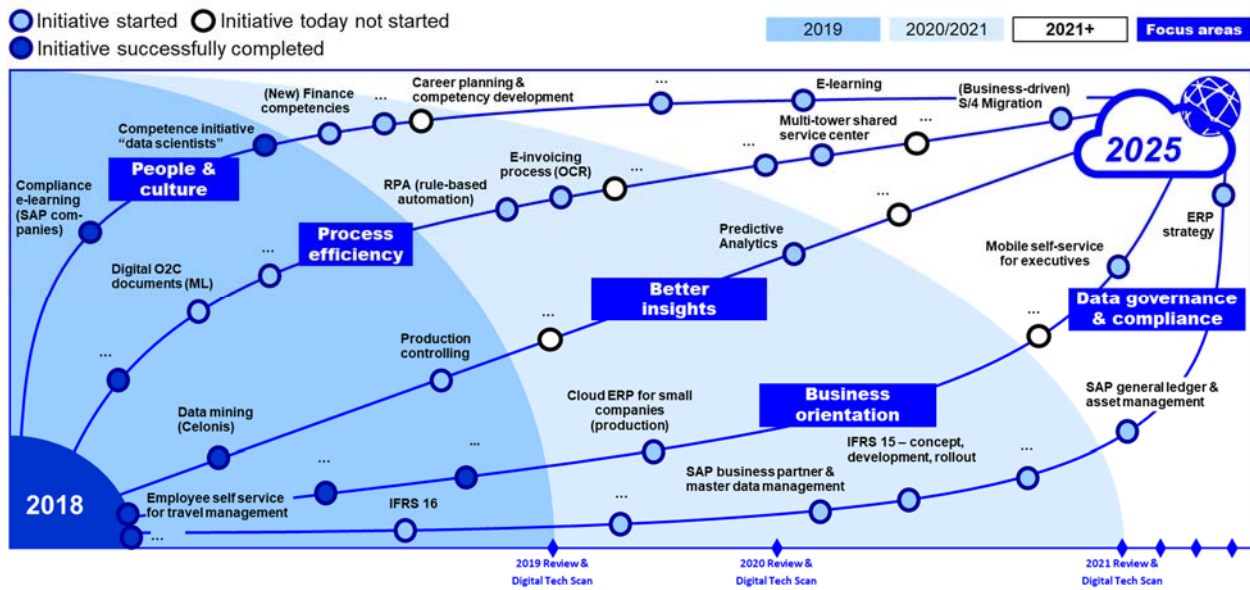 Initiative started
Initiative today not started
Initiative successfully completed
2019
2020/2021
2021+
Focus areas
Career planning &
competency development
...
E-learning
(Business-driven)
S/4 Migration
(New) Finance
competencies
...
Competence initiative
“data scientists”
Multi-tower shared
service center
...
2025
People &
culture
Compliance
e-learning
(SAP com-
panies)
E-invoicing
process (OCR)
...
...
RPA (rule-based
automation)
...
ERP
strategy
Process
efficiency
Predictive
Analytics
Mobile self-service
for executives
...
Digital O2C
documents (ML)
Better
insights
Data governance
& compliance
...
...
...
Production
controlling
Business
orientation
SAP general ledger &
asset management
Cloud ERP for small
companies
(production)
Data mining
(Celonis)
...
...
IFRS 15 – concept,
development, rollout
...
SAP business partner &
master data management
2018
Employee self service
for travel management
IFRS 16
...
...
2019 Review &
Digital Tech Scan
2020 Review &
Digital Tech Scan
2021 Review &
Digital Tech Scan